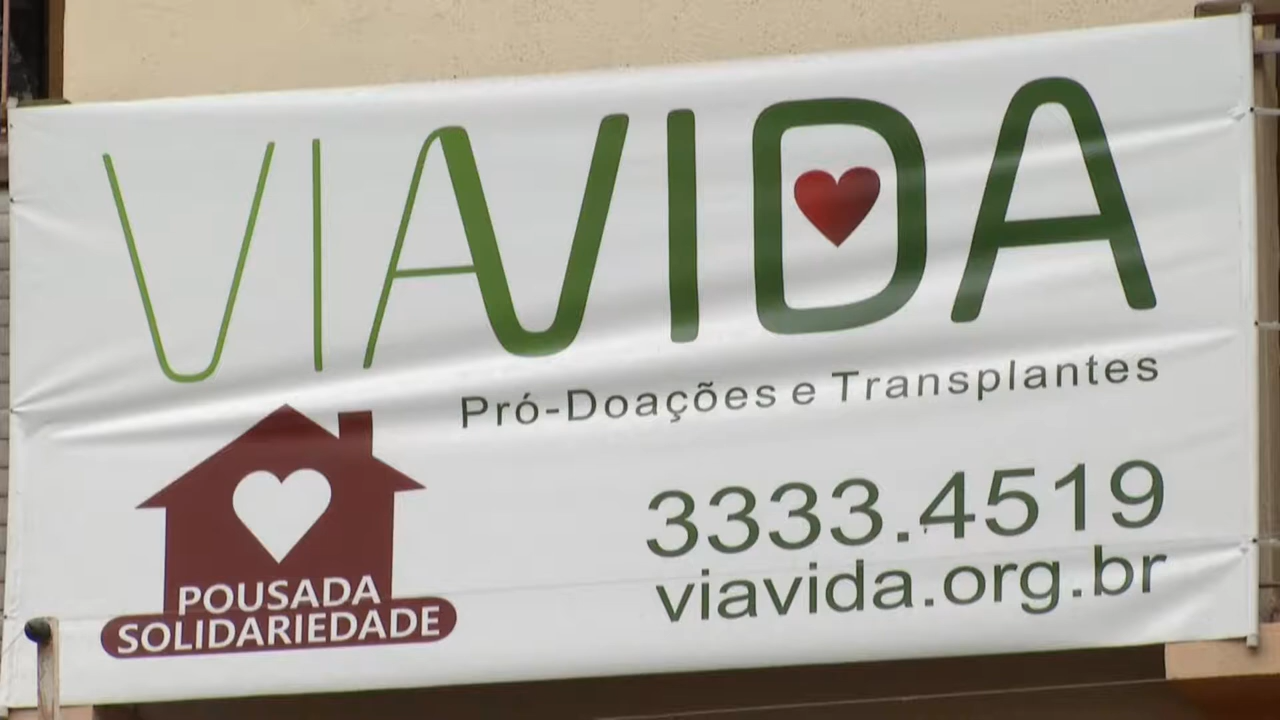 VIAVIDA
Pró-Doações e Transplantes
3333.4519
viavida.org.br
POUSADA
SOLIDARIEDADE